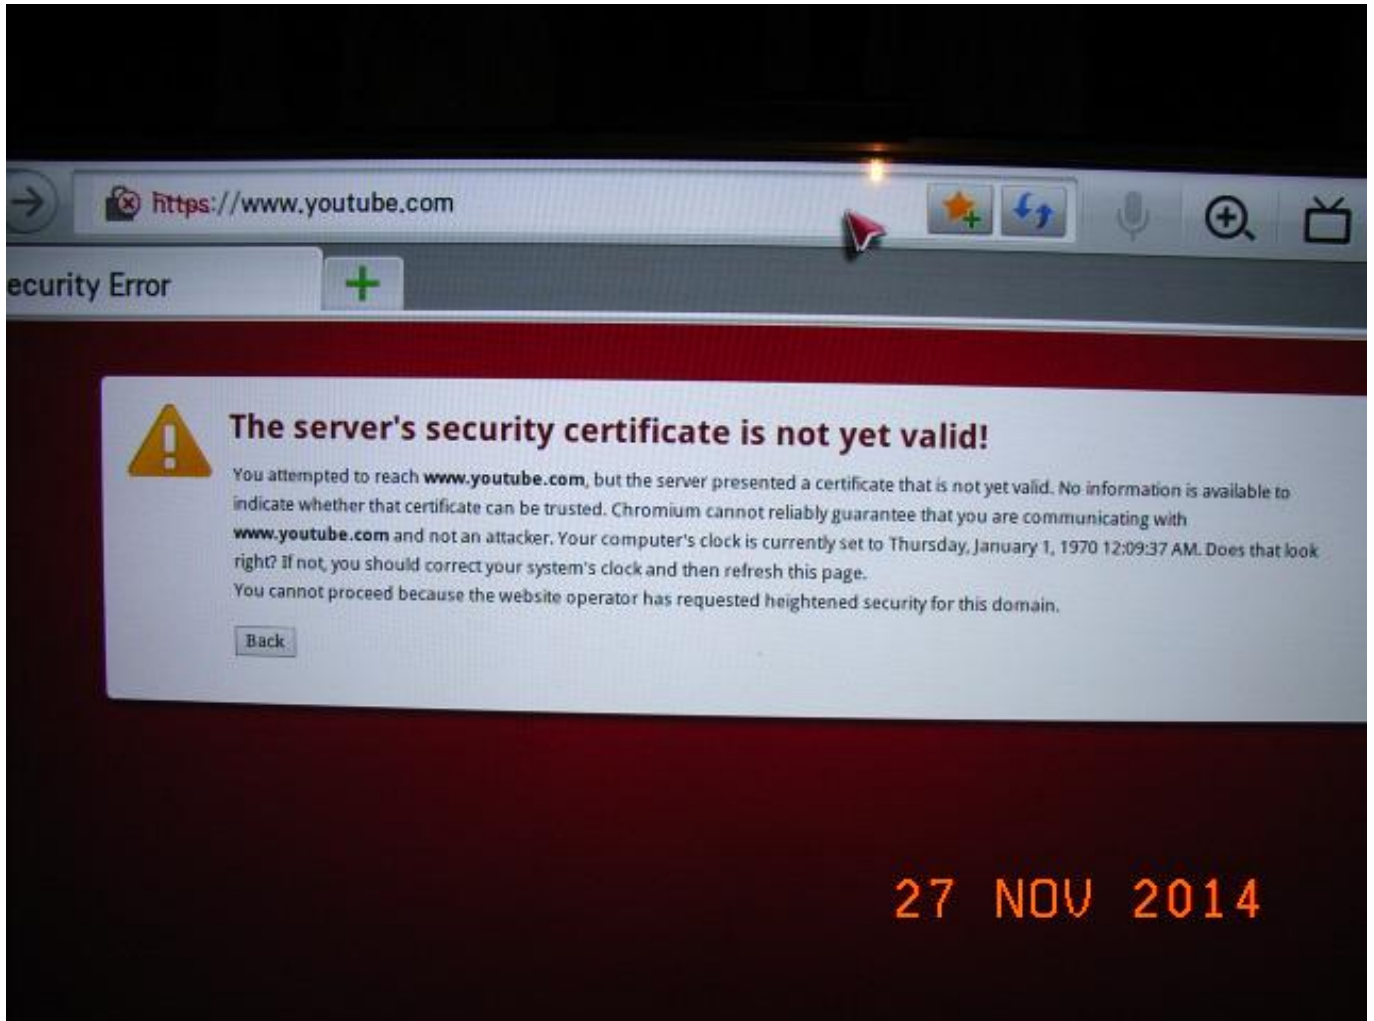 https://www.youtube.com
ecurity Error
The server's security certificate is not yet valid!
You attempted to reach www.youtube.com, but the server presented a certificate that is not yet valid. No information is available to
indicate whether that certificate can be trusted. Chromium cannot reliably guarantee that you are communicating with
www.youtube.com and not an attacker. Your computer's clock is currently set to Thursday, January 1, 1970 12:09:37 AM. Does that look
right? If not, you should correct your system's clock and then refresh this page.
You cannot proceed because the website operator has requested heightened security for this domain.
Back
27 NOV 2014